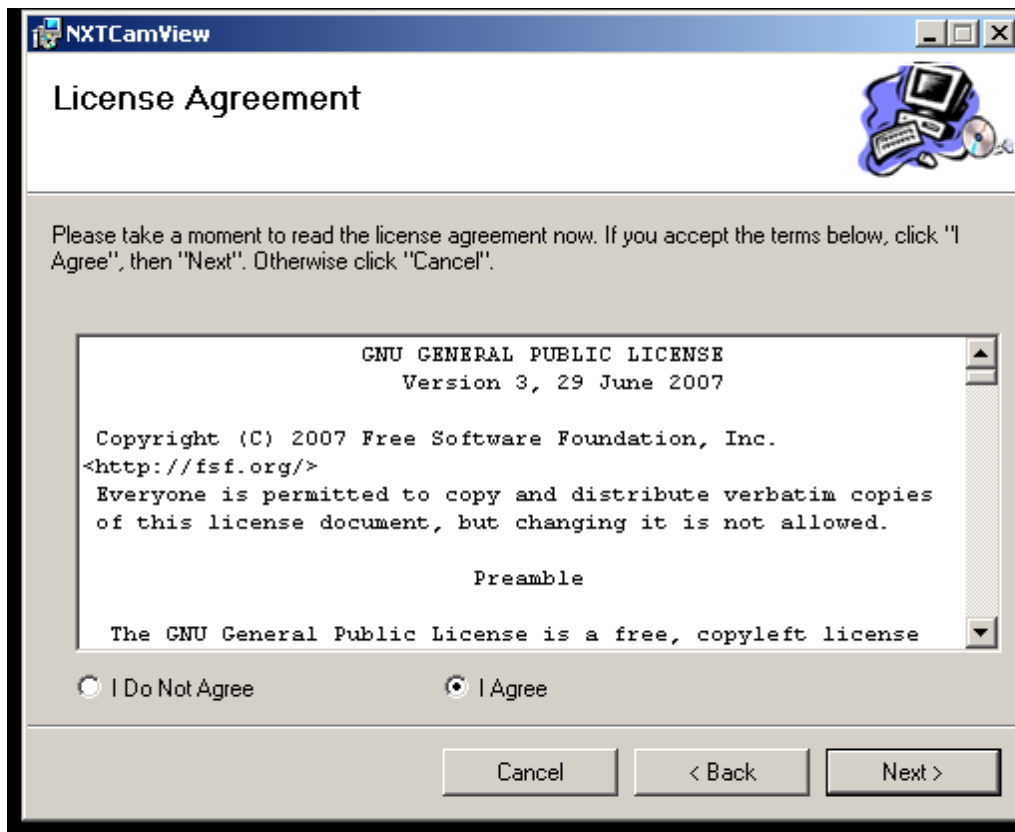 NXTCamView
License Agreement
Please take a moment to read the license agreement now. If you accept the terms below, click "I
Agree", then "Next". Otherwise click "Cancel".
GNU GENERAL PUBLIC LICENSE
Version 3, 29 June 2007
Copyright (C) 2007 Free Software Foundation, Inc.
<http://fsf.org/>
Everyone is permitted to copy and distribute verbatim copies
of this license document, but changing it is not allowed.
Preamble
The GNU General Public License is a free, copyleft license
I Do Not Agree
I Agree
Cancel
< Back
Next >